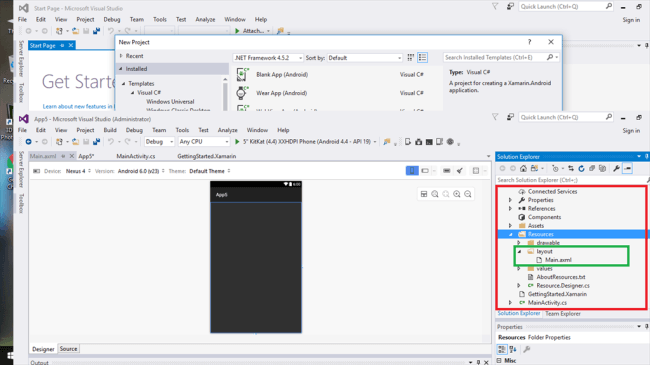 Start Page - Microsoft Visual Studio
Quick Launch (Ctrl+Q)
File Edit View Project Debug Team Tools Test Analyze Window Help
Sign in
Attach...
Server Explorer
Toolbox
Start Page
Get Started
Learn about new features in
New Project
Recent
Installed
Templates
Visual C#
Windows Universal
Windows Classic Desktop
.NET Framework 4.5.2
Sort by: Default
Search Installed Templates (Ctrl+E)
Blank App (Android) Visual C#
Wear App (Android) Visual C#
Visual C#
Type: Visual C#
A project for creating a Xamarin.Android
application.
App5 - Microsoft Visual Studio (Administrator)
Quick Launch (Ctrl+Q)
File Edit View Project Build Debug Team Tools Test Analyze Window Help
Sign in
Debug Any CPU 5" KitKat (4.4) XXHDPI Phone (Android 4.4 - API 19)
Server Explorer
Toolbox
Main.axml App5* MainActivity.cs GettingStarted.Xamarin
Device: Nexus 4 Version: Android 6.0 (v23) Theme: Default Theme
6:00
App5
Designer Source
Output
Solution Explorer
Search Solution Explorer (Ctrl+;)
Connected Services
Properties
References
Components
Assets
Resources
drawable
layout
Main.axml
values
AboutResources.txt
Resource.Designer.cs
GettingStarted.Xamarin
MainActivity.cs
Solution Explorer Team Explorer
Properties
Resources Folder Properties
Misc